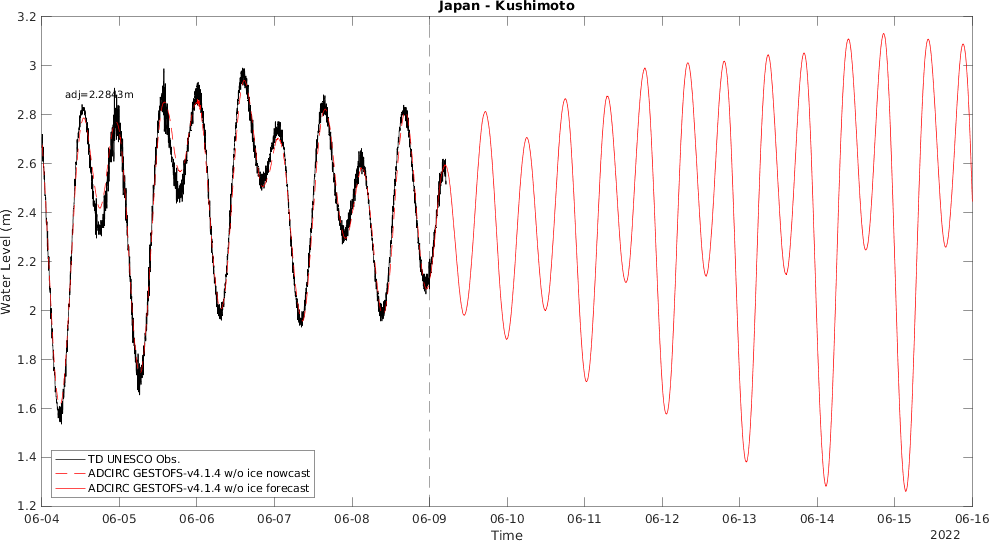 Japan - Kushimoto
3.2
3
2.8
2.6
2.4
2.2
2
1.8
1.6
1.4
1.2
Water Level (m)
adj=2.2843m
TD UNESCO Obs.
ADCIRC GESTOFS-v4.1.4 w/o ice nowcast
ADCIRC GESTOFS-v4.1.4 w/o ice forecast
06-04 06-05 06-06 06-07 06-08 06-09 06-10 06-11 06-12 06-13 06-14 06-15 06-16
Time
2022